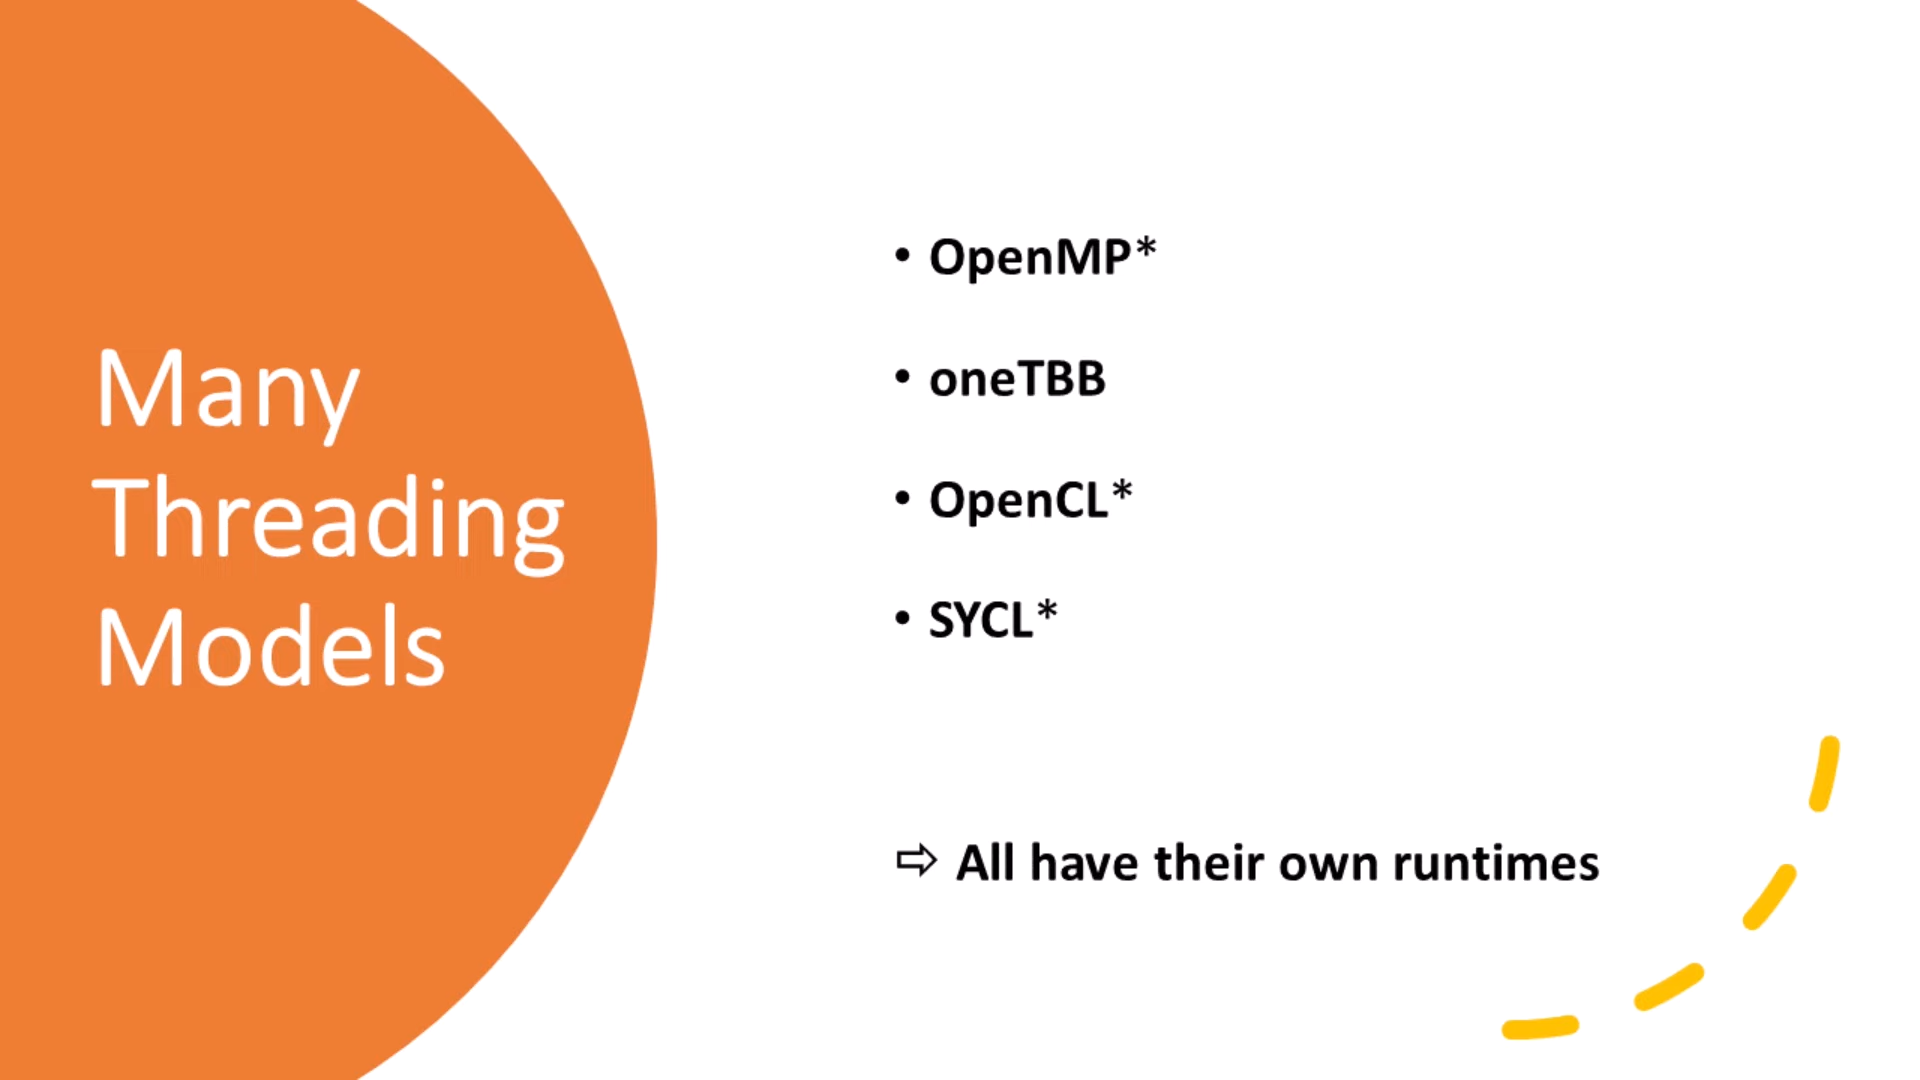 Many
Threading
Models
• OpenMP*
• oneTBB
• OpenCL*
• SYCL*
⇨ All have their own runtimes